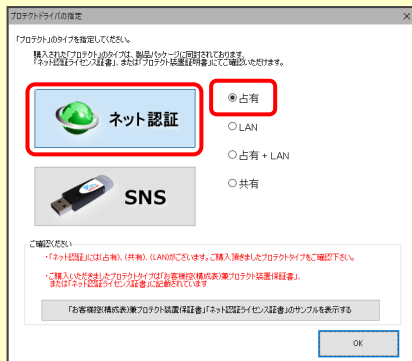 プロテクトドライバの指定
「プロテクト」のタイプを指定してください。
購入された「プロテクト」のタイプは、製品パッケージに同封されております、
「ネット認証ライセンス証書」、または「プロテクト装置証明書」にてご確認いただけます。
ネット認証
占有
LAN
占有 + LAN
共有
SNS
ご確認ください
・「ネット認証」には(占有)、(共有)、(LAN)がございます。ご購入頂きましたプロテクトタイプをご確認下さい。
・ご購入いただきましたプロテクトタイプは「お客様控(構成表)兼プロテクト装置保証書」、
または「ネット認証ライセンス証書」に記載されています
「お客様控(構成表)兼プロテクト装置保証書」「ネット認証ライセンス証書」のサンプルを表示する
OK